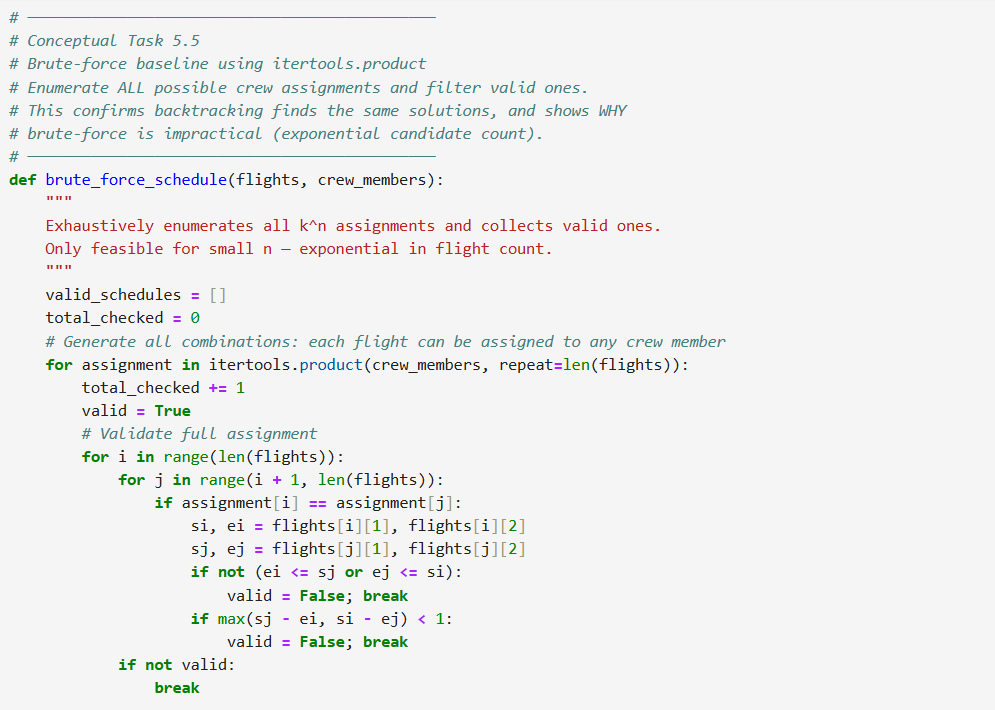 # ──────────────────────────────────────────────
# Conceptual Task 5.5
# Brute-force baseline using itertools.product
# Enumerate ALL possible crew assignments and filter valid ones.
# This confirms backtracking finds the same solutions, and shows WHY
# brute-force is impractical (exponential candidate count).
# ──────────────────────────────────────────────
def brute_force_schedule(flights, crew_members):
    """
    Exhaustively enumerates all k^n assignments and collects valid ones.
    Only feasible for small n — exponential in flight count.
    """
    valid_schedules = []
    total_checked = 0
    # Generate all combinations: each flight can be assigned to any crew member
    for assignment in itertools.product(crew_members, repeat=len(flights)):
        total_checked += 1
        valid = True
        # Validate full assignment
        for i in range(len(flights)):
            for j in range(i + 1, len(flights)):
                if assignment[i] == assignment[j]:
                    si, ei = flights[i][1], flights[i][2]
                    sj, ej = flights[j][1], flights[j][2]
                    if not (ei <= sj or ej <= si):
                        valid = False; break
                    if max(sj - ei, si - ej) < 1:
                        valid = False; break
            if not valid:
                break